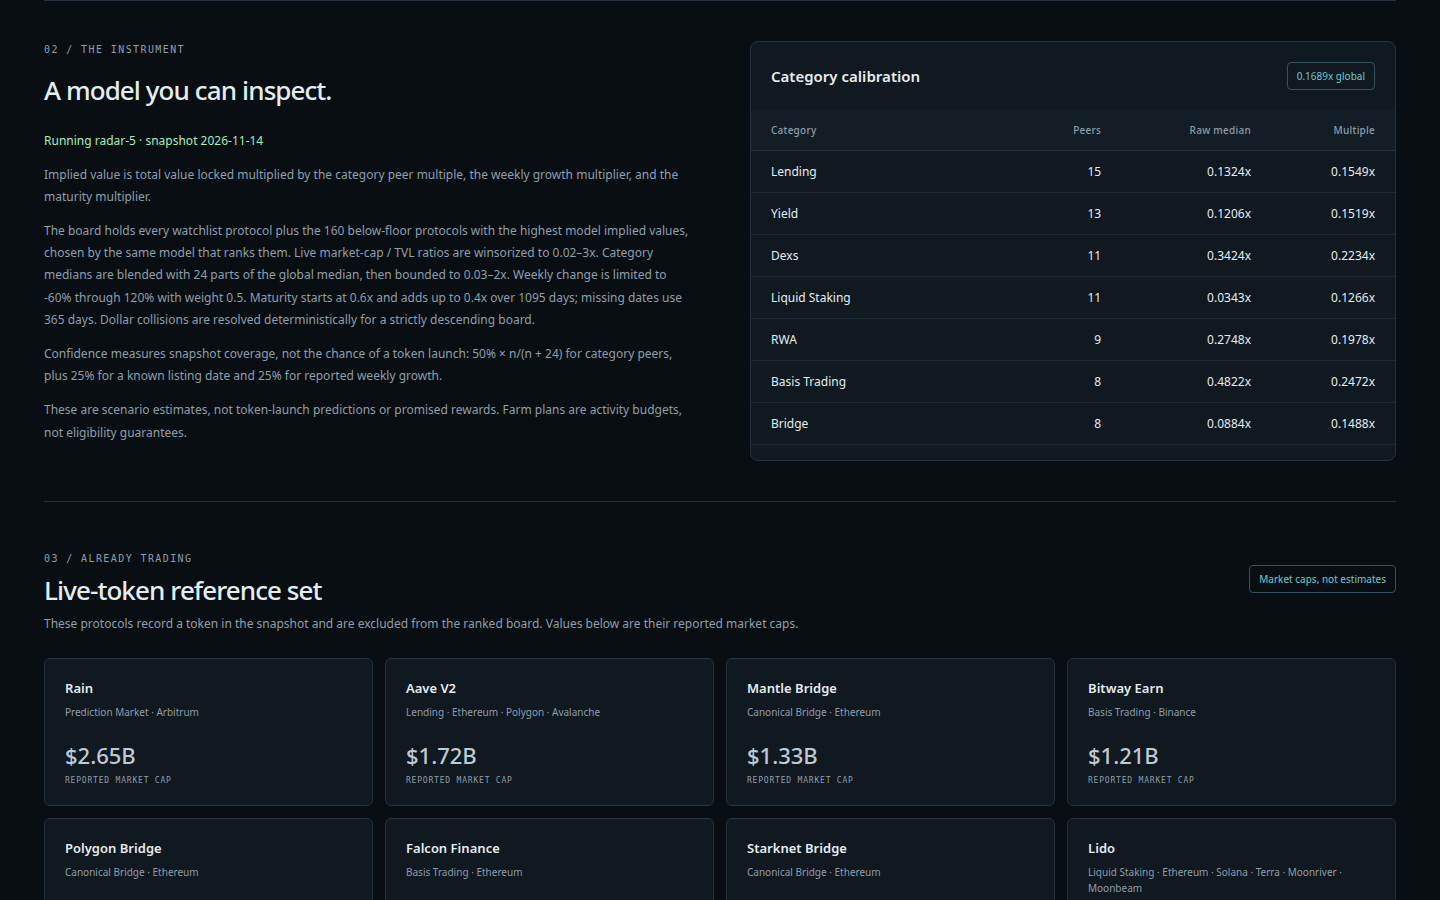 02 / THE INSTRUMENT
A model you can inspect.
Running radar-5 · snapshot 2026-11-14
Implied value is total value locked multiplied by the category peer multiple, the weekly growth multiplier, and the
maturity multiplier.
The board holds every watchlist protocol plus the 160 below-floor protocols with the highest model implied values,
chosen by the same model that ranks them. Live market-cap / TVL ratios are winsorized to 0.02–3x. Category
medians are blended with 24 parts of the global median, then bounded to 0.03–2x. Weekly change is limited to
-60% through 120% with weight 0.5. Maturity starts at 0.6x and adds up to 0.4x over 1095 days; missing dates use
365 days. Dollar collisions are resolved deterministically for a strictly descending board.
Confidence measures snapshot coverage, not the chance of a token launch: 50% × n/(n + 24) for category peers,
plus 25% for a known listing date and 25% for reported weekly growth.
These are scenario estimates, not token-launch predictions or promised rewards. Farm plans are activity budgets,
not eligibility guarantees.
Category calibration
0.1689x global
Category Peers Raw median Multiple
Lending 15 0.1324x 0.1549x
Yield 13 0.1206x 0.1519x
Dexs 11 0.3424x 0.2234x
Liquid Staking 11 0.0343x 0.1266x
RWA 9 0.2748x 0.1978x
Basis Trading 8 0.4822x 0.2472x
Bridge 8 0.0884x 0.1488x
03 / ALREADY TRADING
Live-token reference set
Market caps, not estimates
These protocols record a token in the snapshot and are excluded from the ranked board. Values below are their reported market caps.
Rain
Prediction Market · Arbitrum
$2.65B
REPORTED MARKET CAP
Aave V2
Lending · Ethereum · Polygon · Avalanche
$1.72B
REPORTED MARKET CAP
Mantle Bridge
Canonical Bridge · Ethereum
$1.33B
REPORTED MARKET CAP
Bitway Earn
Basis Trading · Binance
$1.21B
REPORTED MARKET CAP
Polygon Bridge
Canonical Bridge · Ethereum
Falcon Finance
Basis Trading · Ethereum
Starknet Bridge
Canonical Bridge · Ethereum
Lido
Liquid Staking · Ethereum · Solana · Terra · Moonriver ·
Moonbeam